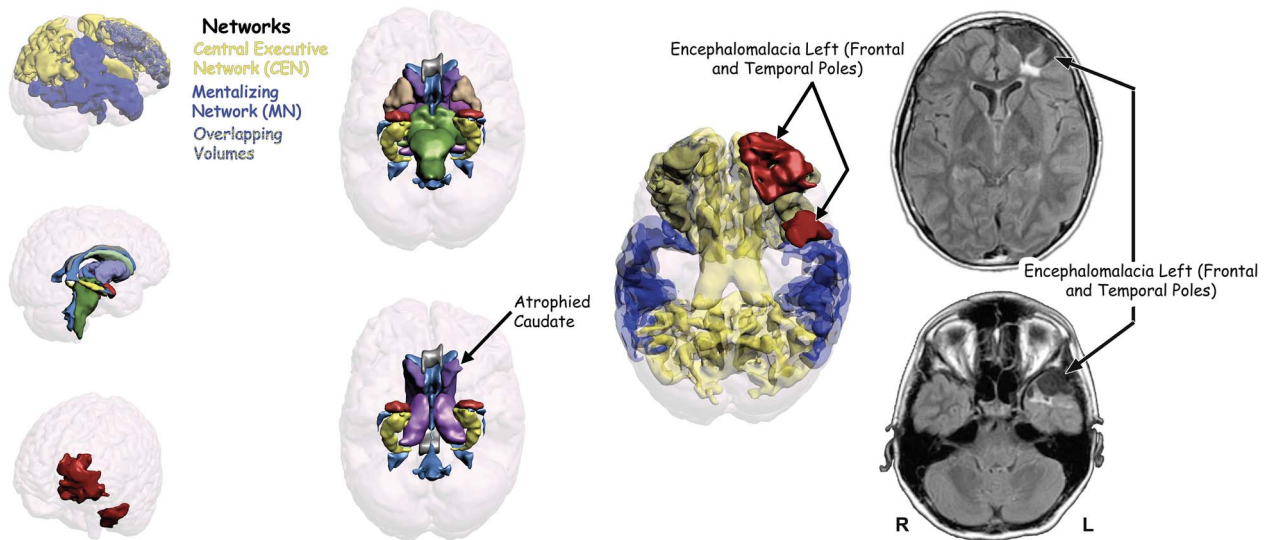 Networks
Central Executive
Network (CEN)
Mentalizing
Network (MN)
Overlapping
Volumes
Atrophied
Caudate
Encephalomalacia Left (Frontal
and Temporal Poles)
Encephalomalacia Left (Frontal
and Temporal Poles)
R
L